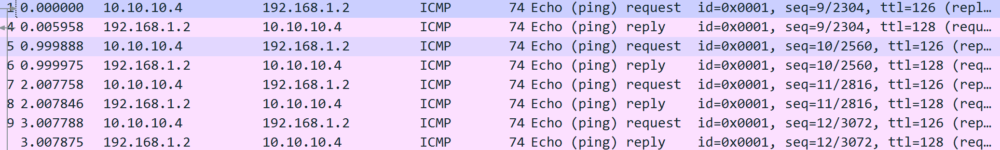 1 0.000000 10.10.10.4 192.168.1.2 ICMP 74 Echo (ping) request id=0x0001, seq=9/2304, ttl=126 (repl…
4 0.005958 192.168.1.2 10.10.10.4 ICMP 74 Echo (ping) reply id=0x0001, seq=9/2304, ttl=128 (requ…
5 0.999888 10.10.10.4 192.168.1.2 ICMP 74 Echo (ping) request id=0x0001, seq=10/2560, ttl=126 (rep…
6 0.999975 192.168.1.2 10.10.10.4 ICMP 74 Echo (ping) reply id=0x0001, seq=10/2560, ttl=128 (req…
7 2.007758 10.10.10.4 192.168.1.2 ICMP 74 Echo (ping) request id=0x0001, seq=11/2816, ttl=126 (rep…
8 2.007846 192.168.1.2 10.10.10.4 ICMP 74 Echo (ping) reply id=0x0001, seq=11/2816, ttl=128 (req…
9 3.007788 10.10.10.4 192.168.1.2 ICMP 74 Echo (ping) request id=0x0001, seq=12/3072, ttl=126 (rep…
3.007875 192.168.1.2 10.10.10.4 ICMP 74 Echo (ping) reply id=0x0001, seq=12/3072, ttl=128 (req…